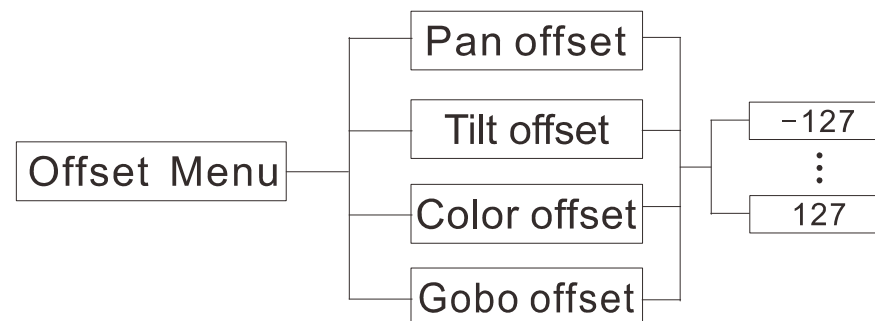 Offset Menu
Pan offset
Tilt offset
Color offset
Gobo offset
−127
⋮
127